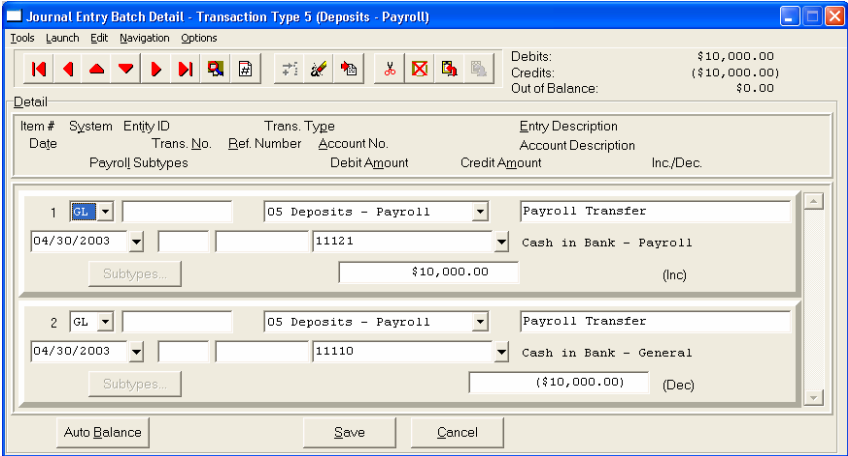 Journal Entry Batch Detail - Transaction Type 5 (Deposits - Payroll)
Tools Launch Edit Navigation Options
Debits: $10,000.00
Credits: ($10,000.00)
Out of Balance: $0.00
Detail
Item # System Entity ID Trans. Type Entry Description
Date Trans. No. Ref. Number Account No. Account Description
Payroll Subtypes Debit Amount Credit Amount Inc./Dec.
1 GL 05 Deposits - Payroll Payroll Transfer
04/30/2003 11121 Cash in Bank - Payroll
Subtypes... $10,000.00 (Inc)
2 GL 05 Deposits - Payroll Payroll Transfer
04/30/2003 11110 Cash in Bank - General
Subtypes... ($10,000.00) (Dec)
Auto Balance Save Cancel